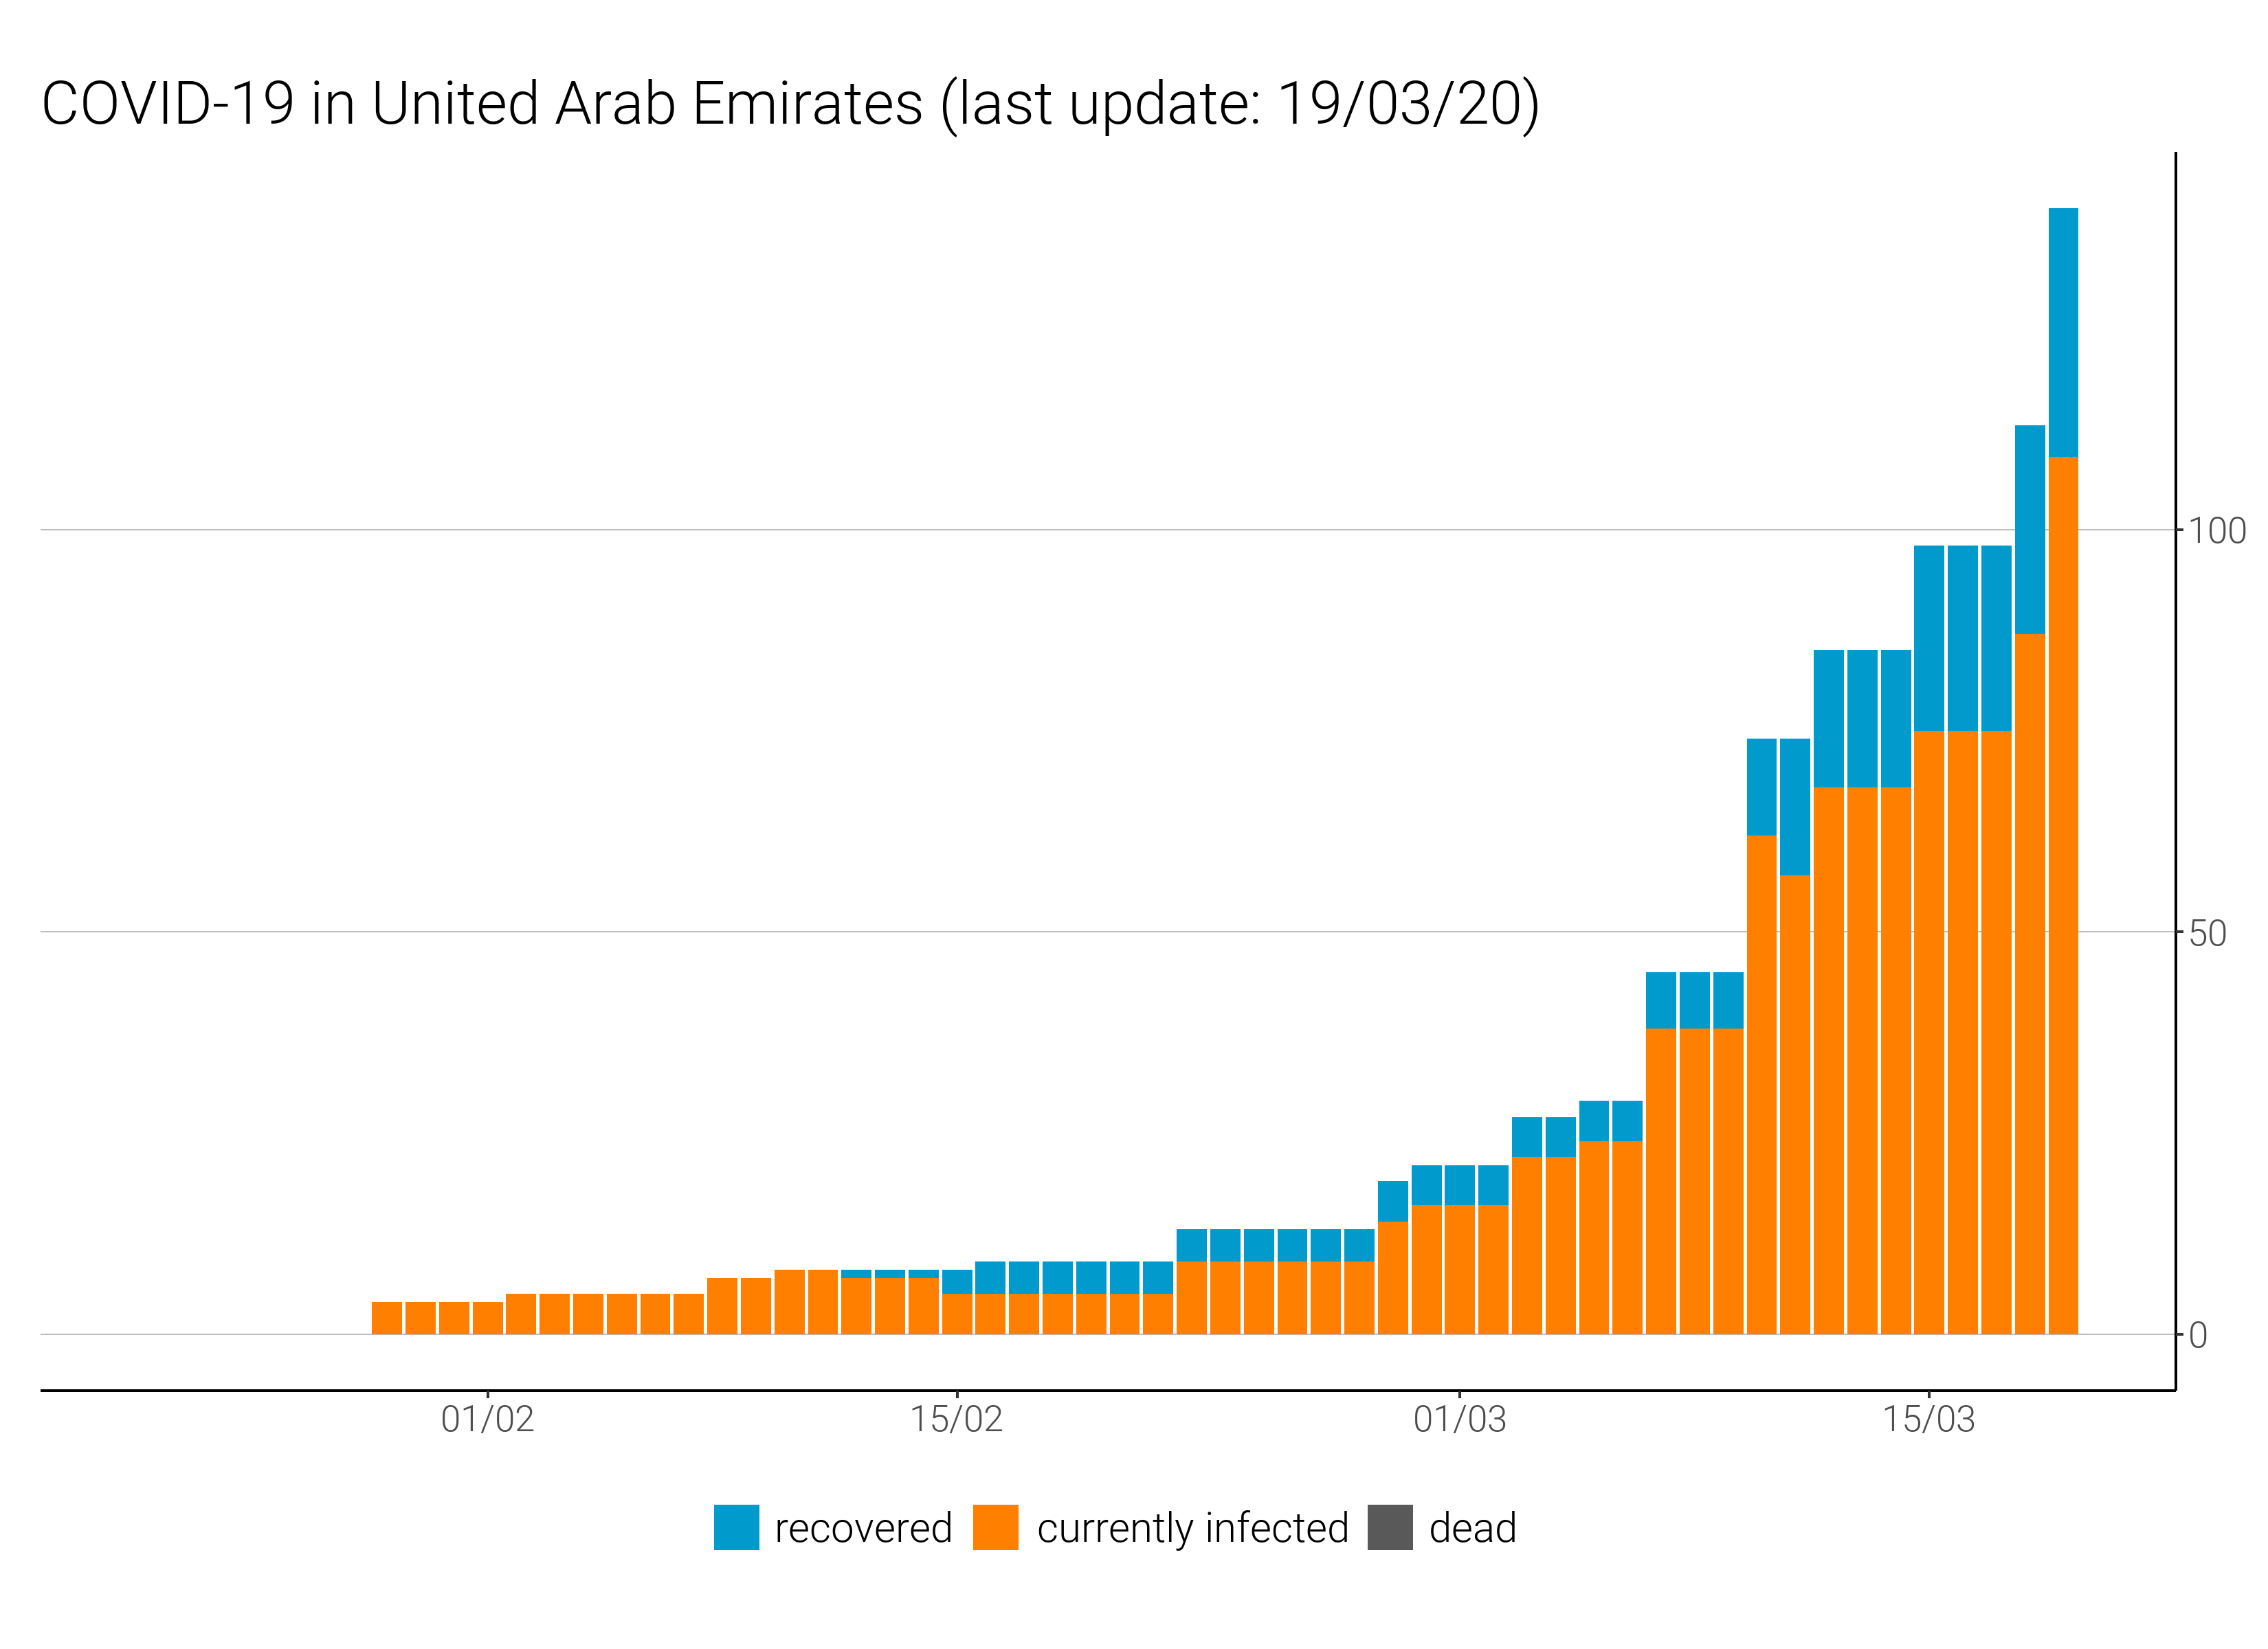 COVID-19 in United Arab Emirates (last update: 19/03/20)
100
50
0
01/02 15/02 01/03 15/03
recovered currently infected dead